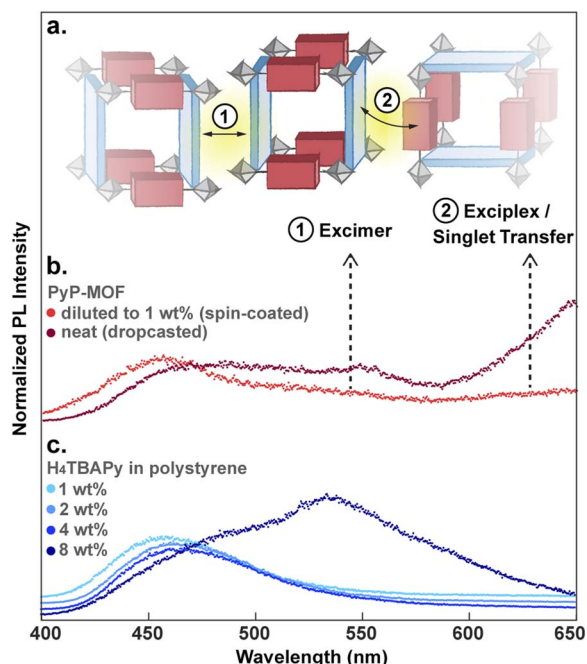 a.
1
2
① Excimer
② Exciplex /
Singlet Transfer
b.
PyP-MOF
diluted to 1 wt% (spin-coated)
neat (dropcasted)
Normalized PL Intensity
c.
H₄TBAPy in polystyrene
1 wt%
2 wt%
4 wt%
8 wt%
400 450 500 550 600 650
Wavelength (nm)